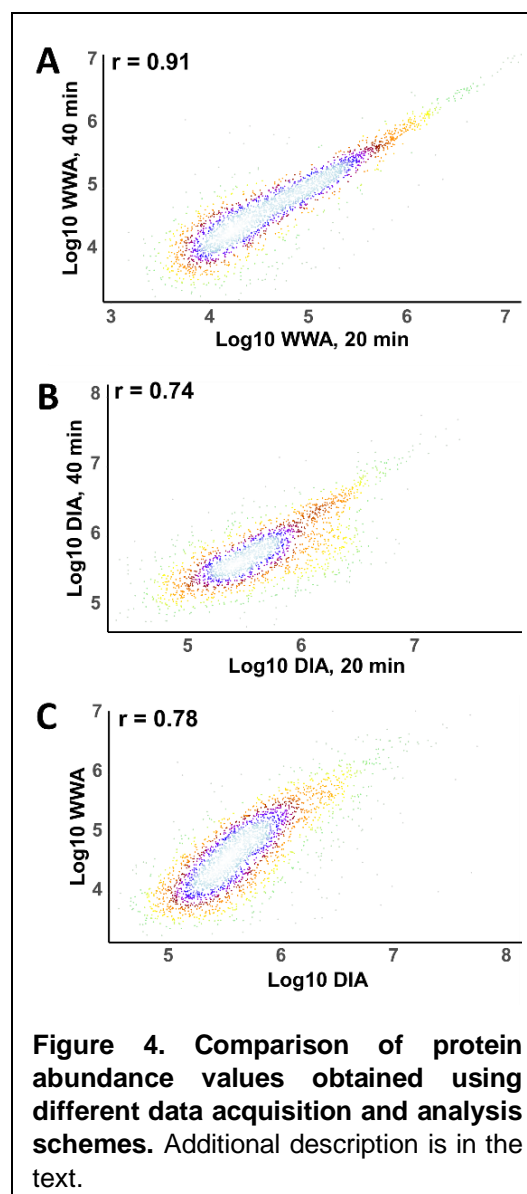 A
r = 0.91
7
6
5
4
Log10 WWA, 40 min
3 4 5 6 7
Log10 WWA, 20 min
B
r = 0.74
8
7
6
5
Log10 DIA, 40 min
5 6 7
Log10 DIA, 20 min
C
r = 0.78
7
6
5
4
Log10 WWA
5 6 7 8
Log10 DIA
Figure 4. Comparison of protein
abundance values obtained using
different data acquisition and analysis
schemes. Additional description is in the
text.